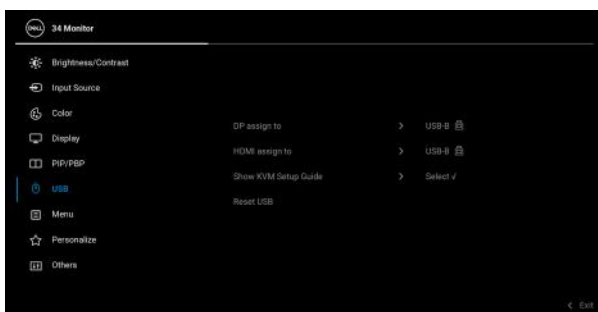 DELL 34 Monitor
Brightness/Contrast
Input Source
Color
DP assign to > USB-B
Display
HDMI assign to > USB-B
PIP/PBP
Show KVM Setup Guide > Select √
USB
Reset USB
Menu
Personalize
Others
< Exit